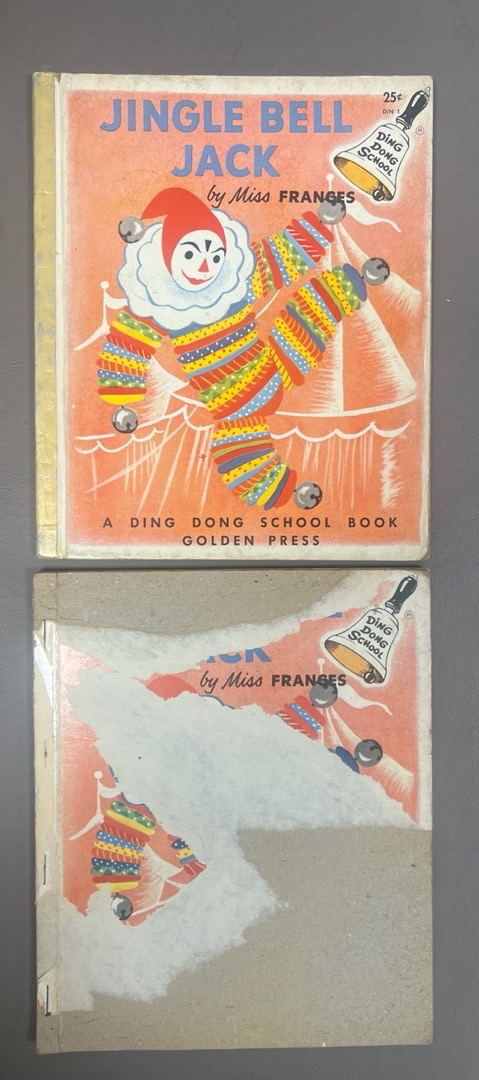 JINGLE BELL
JACK
by Miss FRANCES
25¢
DIN 1
DING
DONG
SCHOOL
®
A DING DONG SCHOOL BOOK
GOLDEN PRESS
DING
DONG
SCHOOL
®
by Miss FRANCES